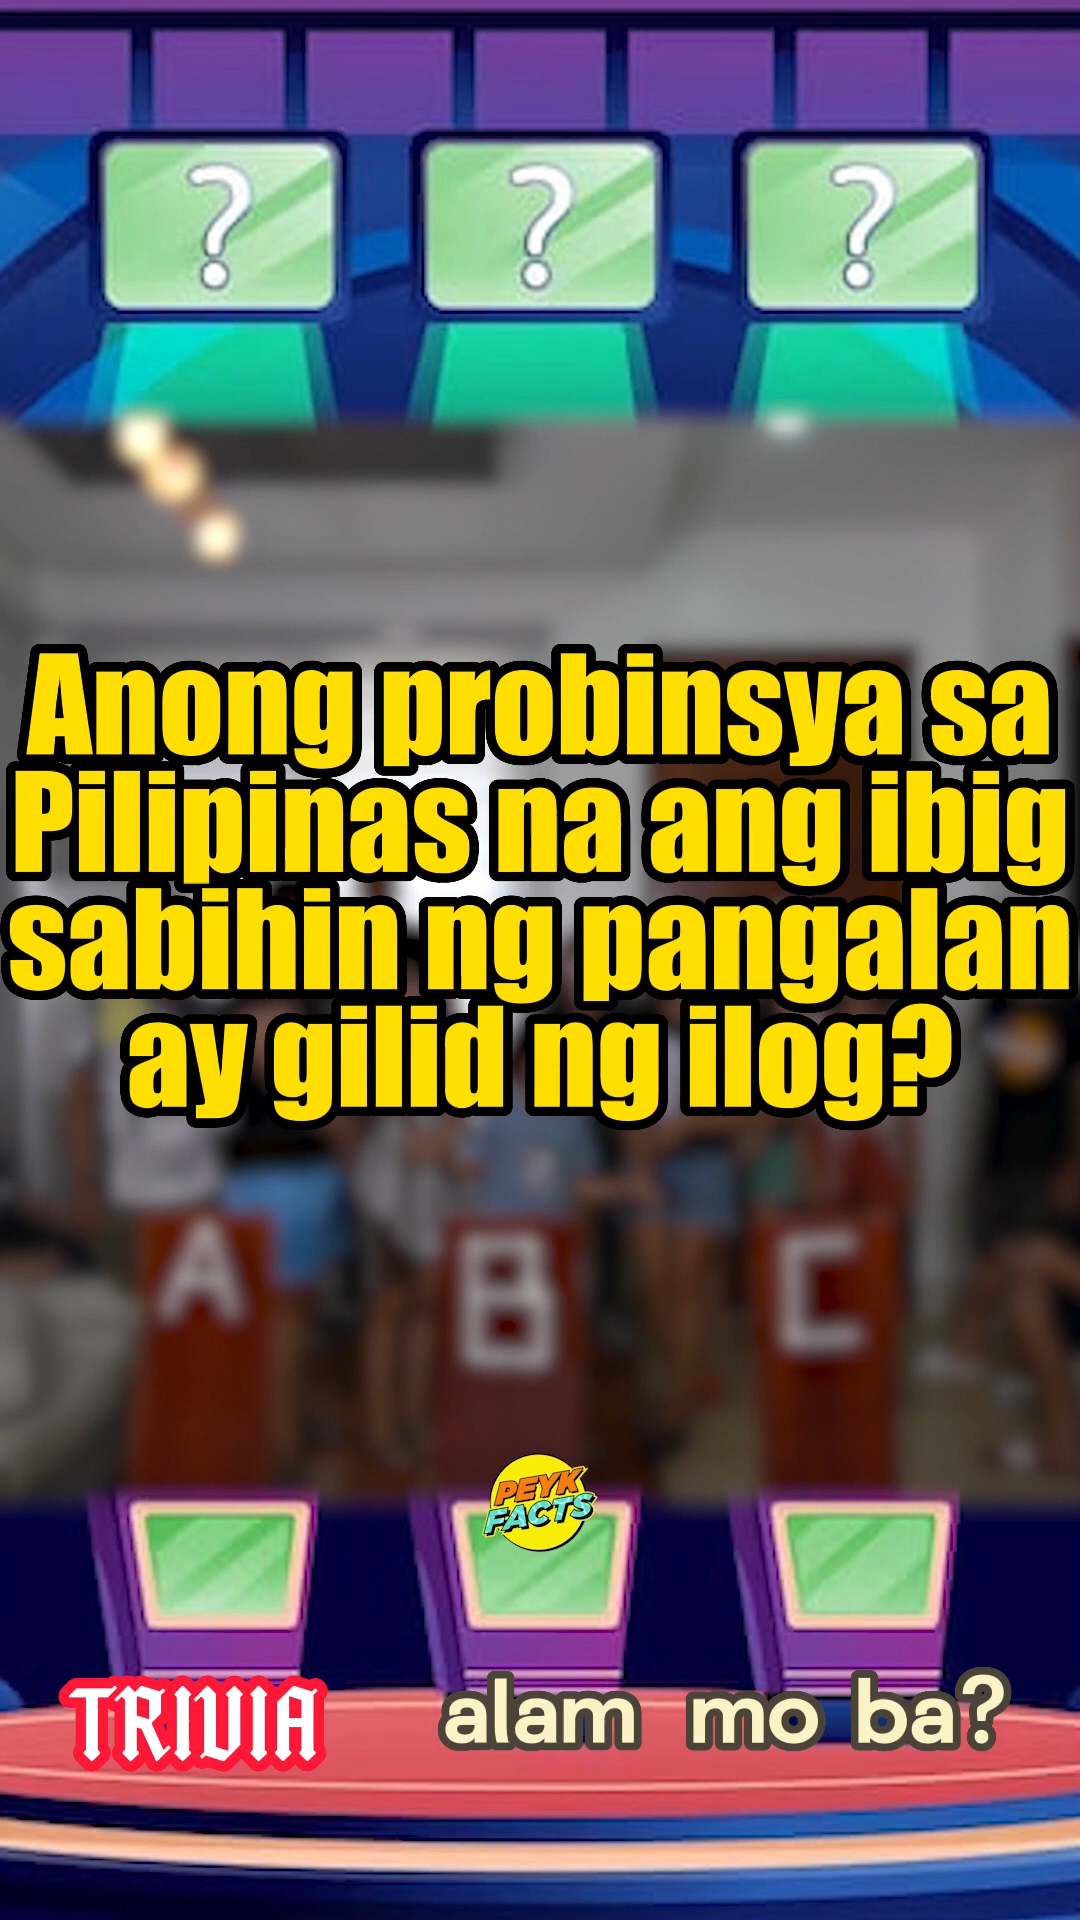 ?
?
?
Anong probinsya sa
Pilipinas na ang ibig
sabihin ng pangalan
ay gilid ng ilog?
A
B
C
PEYK
FACTS
TRIVIA
alam mo ba?